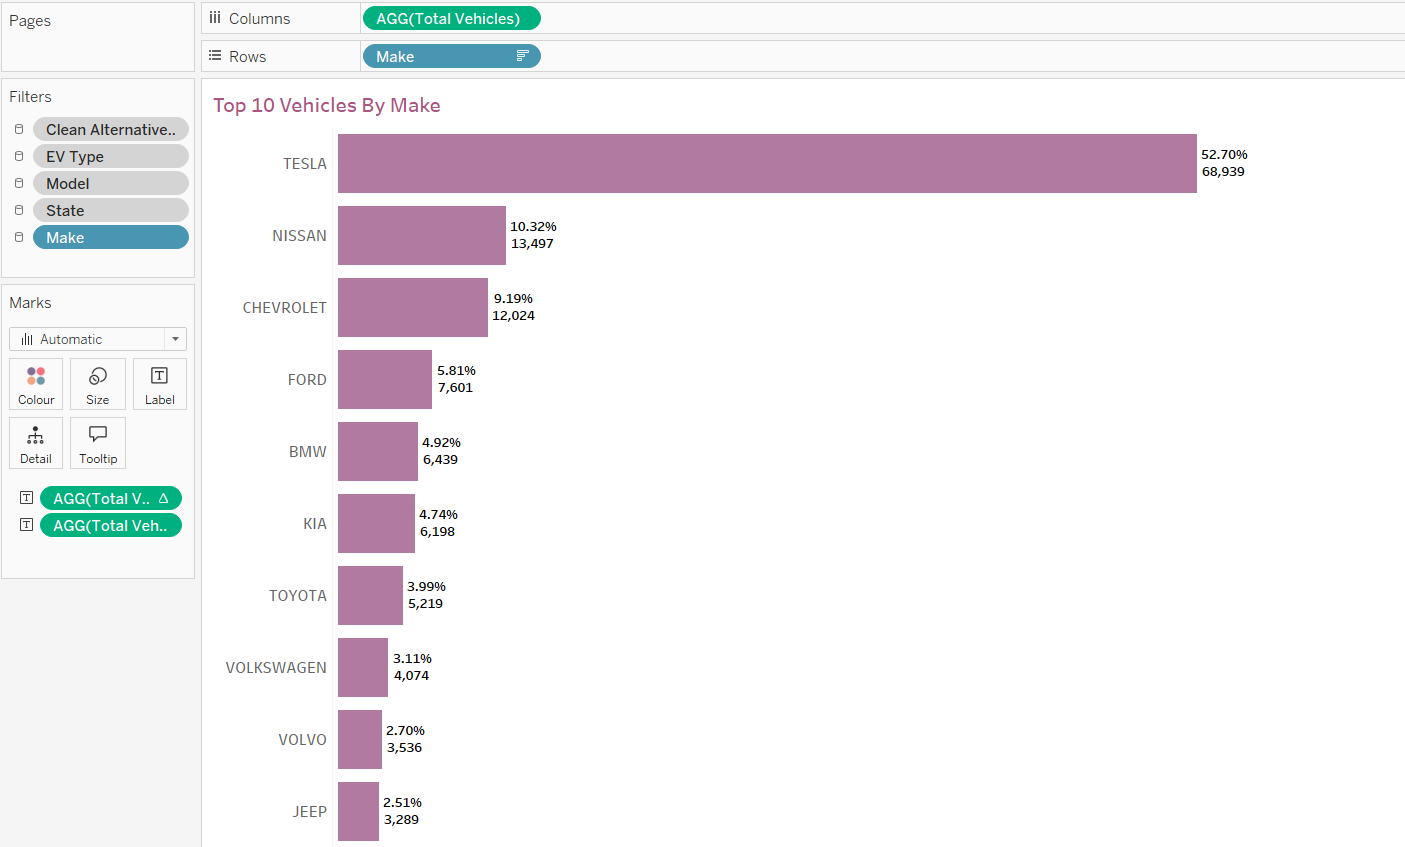 Pages
Columns
AGG(Total Vehicles)
Rows
Make
Filters
Clean Alternative..
EV Type
Model
State
Make
Marks
Automatic
Colour
Size
Label
Detail
Tooltip
AGG(Total V.. Δ
AGG(Total Veh..
Top 10 Vehicles By Make
TESLA
52.70%
68,939
NISSAN
10.32%
13,497
CHEVROLET
9.19%
12,024
FORD
5.81%
7,601
BMW
4.92%
6,439
KIA
4.74%
6,198
TOYOTA
3.99%
5,219
VOLKSWAGEN
3.11%
4,074
VOLVO
2.70%
3,536
JEEP
2.51%
3,289